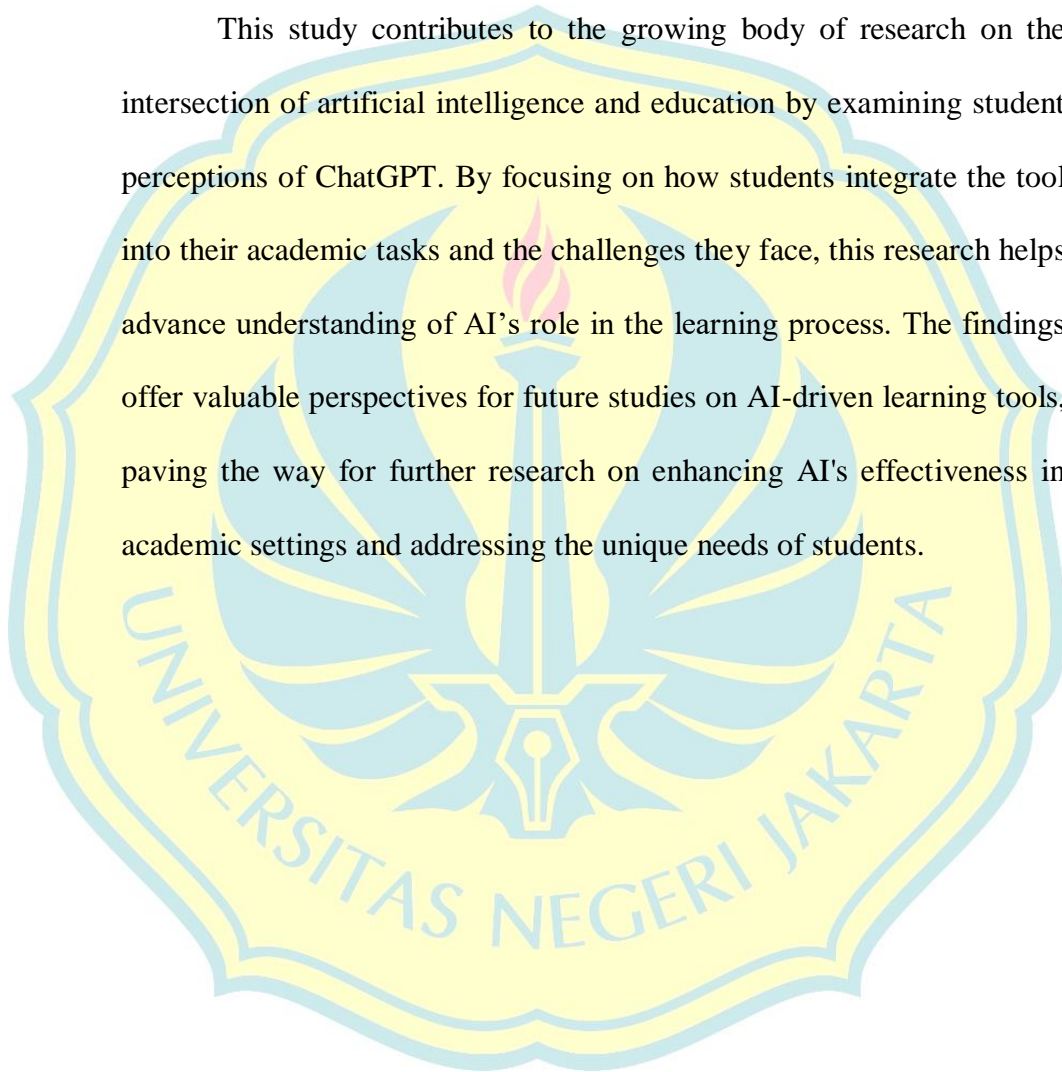 This study contributes to the growing body of research on the
intersection of artificial intelligence and education by examining student
perceptions of ChatGPT. By focusing on how students integrate the tool
into their academic tasks and the challenges they face, this research helps
advance understanding of AI’s role in the learning process. The findings
offer valuable perspectives for future studies on AI-driven learning tools,
paving the way for further research on enhancing AI's effectiveness in
academic settings and addressing the unique needs of students.
UNIVERSITAS NEGERI JAKARTA